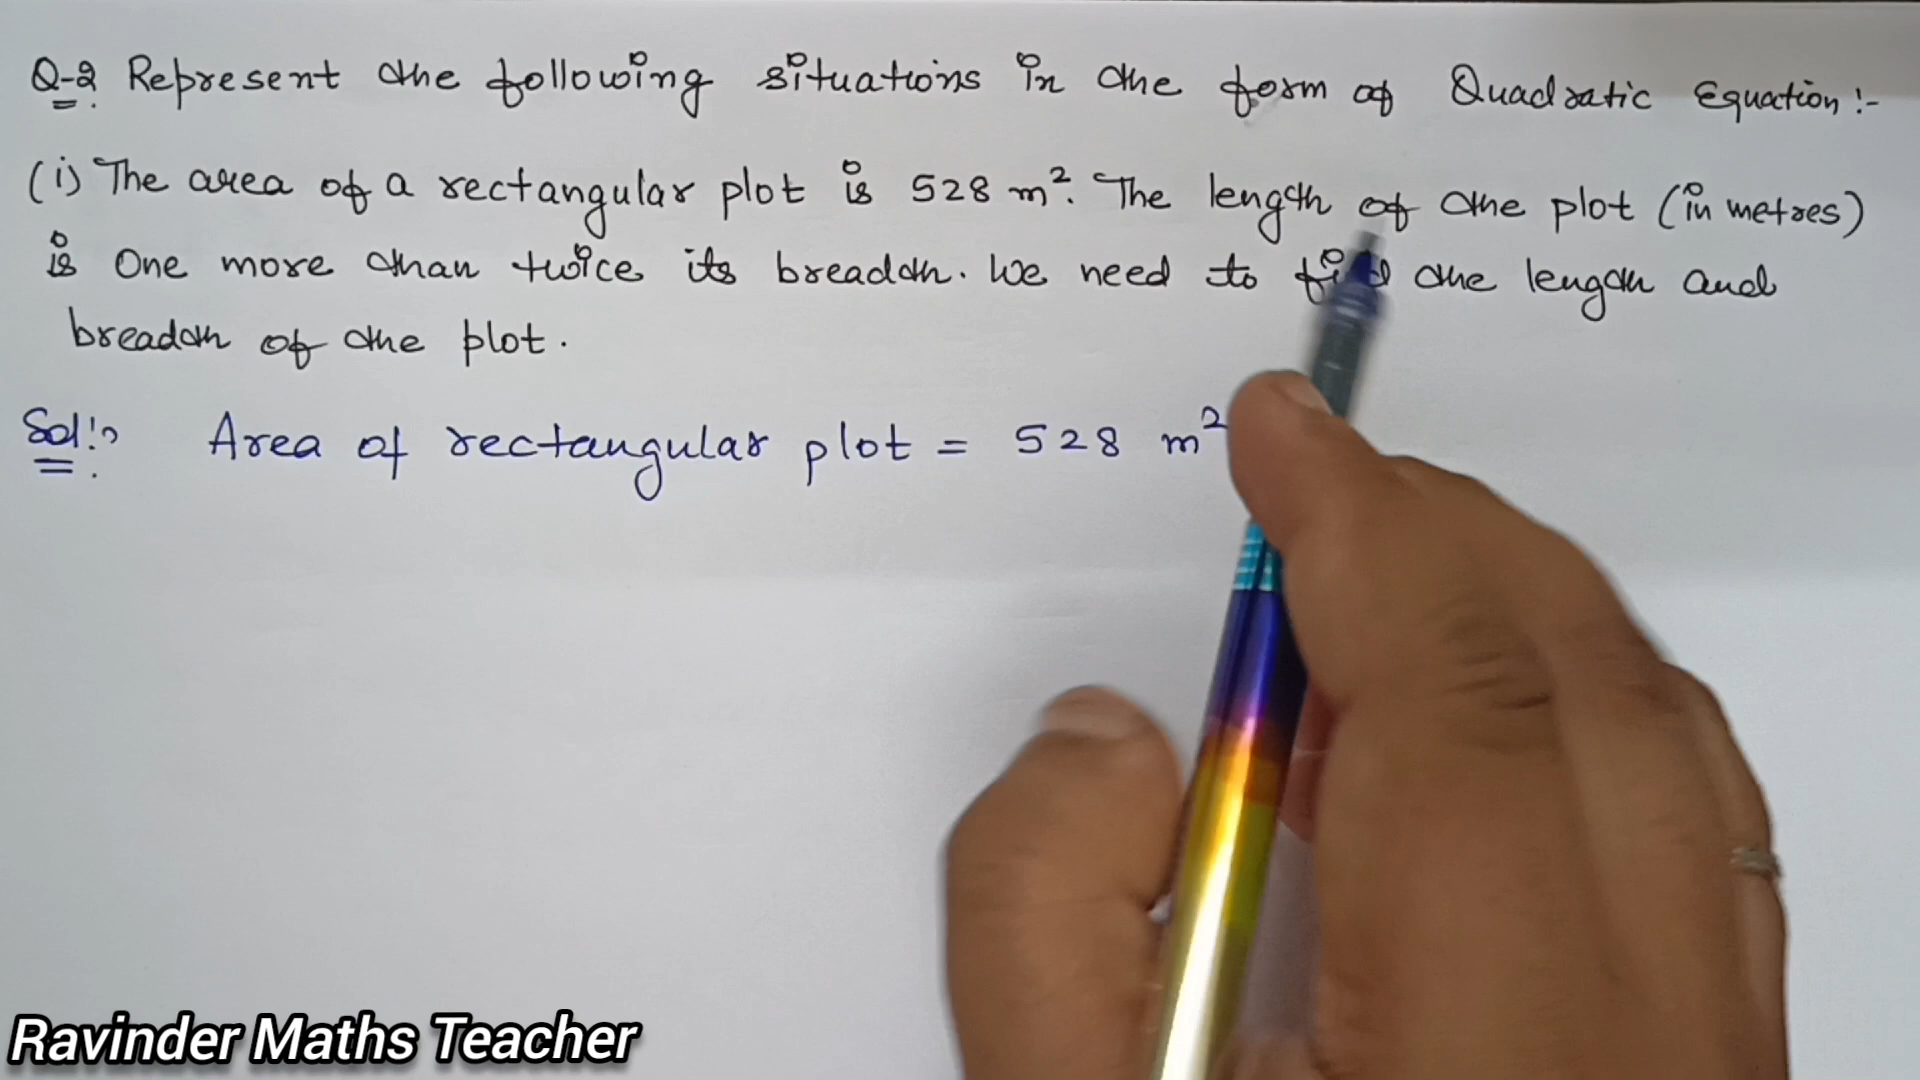 Q-2 Represent the following situations in the form of Quadratic Equation :-
(i) The area of a rectangular plot is 528 m². The length of the plot (in metres)
is One more than twice its breadth. We need to find the length and
breadth of the plot.
Sol:- Area of rectangular plot = 528 m²
Ravinder Maths Teacher